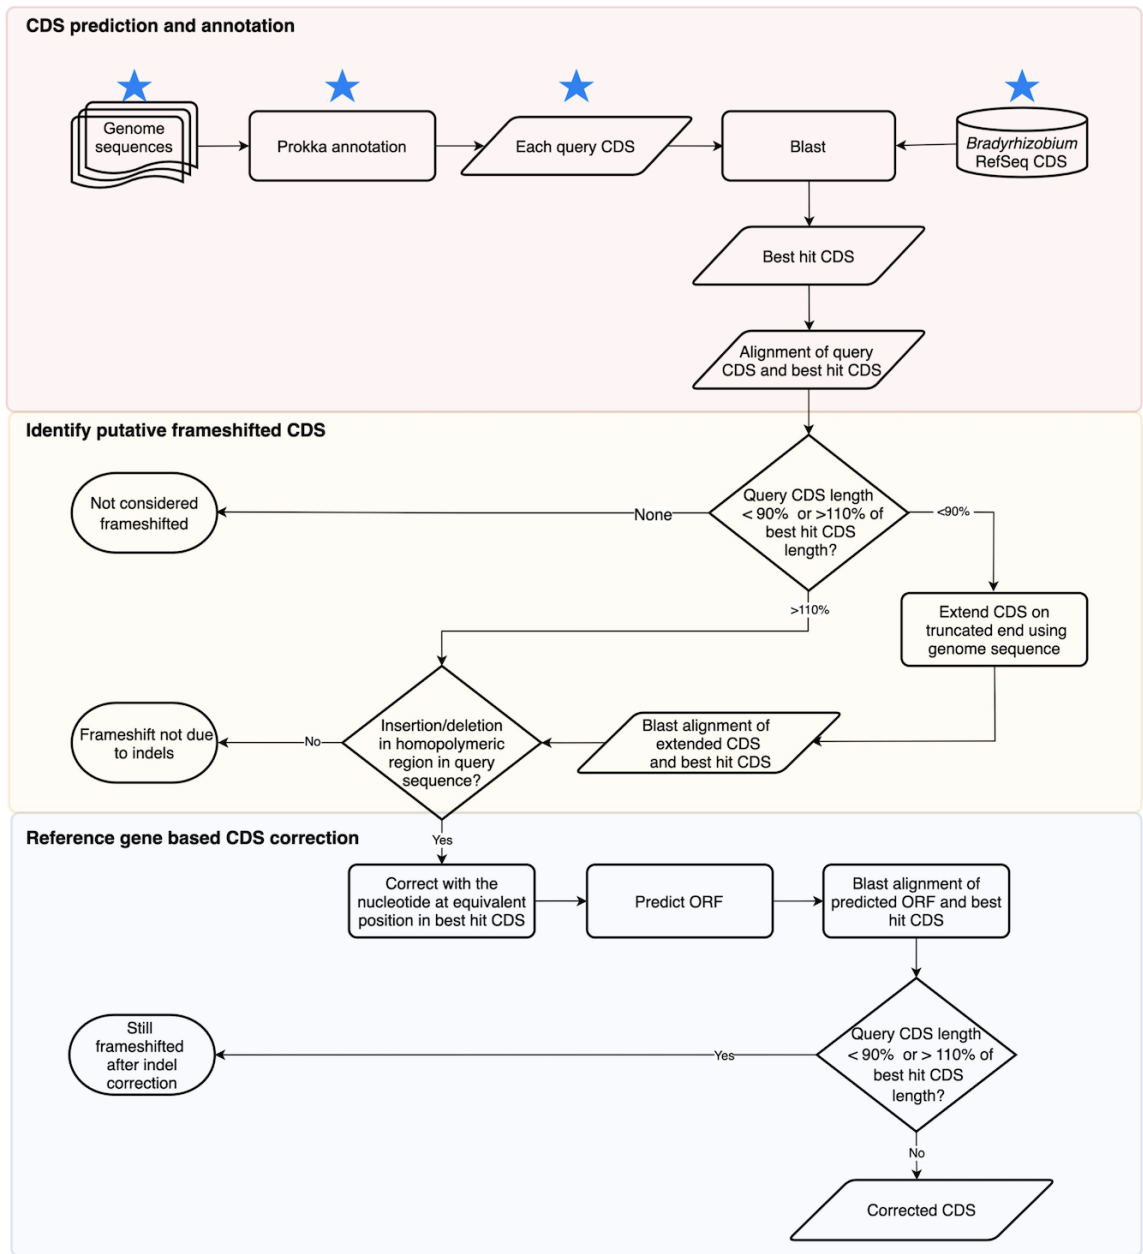 CDS prediction and annotation
Genome
sequences
Prokka annotation
Each query CDS
Blast
Bradyrhizobium
RefSeq CDS
Best hit CDS
Alignment of query
CDS and best hit CDS
Identify putative frameshifted CDS
Not considered
frameshifted
None
Query CDS length
< 90%  or >110% of
best hit CDS
length?
<90%
>110%
Extend CDS on
truncated end using
genome sequence
Frameshift not due
to indels
No
Insertion/deletion
in homopolymeric
region in query
sequence?
Blast alignment of
extended CDS
and best hit CDS
Reference gene based CDS correction
Yes
Correct with the
nucleotide at equivalent
position in best hit CDS
Predict ORF
Blast alignment of
predicted ORF and best
hit CDS
Still
frameshifted
after indel
correction
Yes
Query CDS length
< 90%  or > 110% of
best hit CDS
length?
No
Corrected CDS